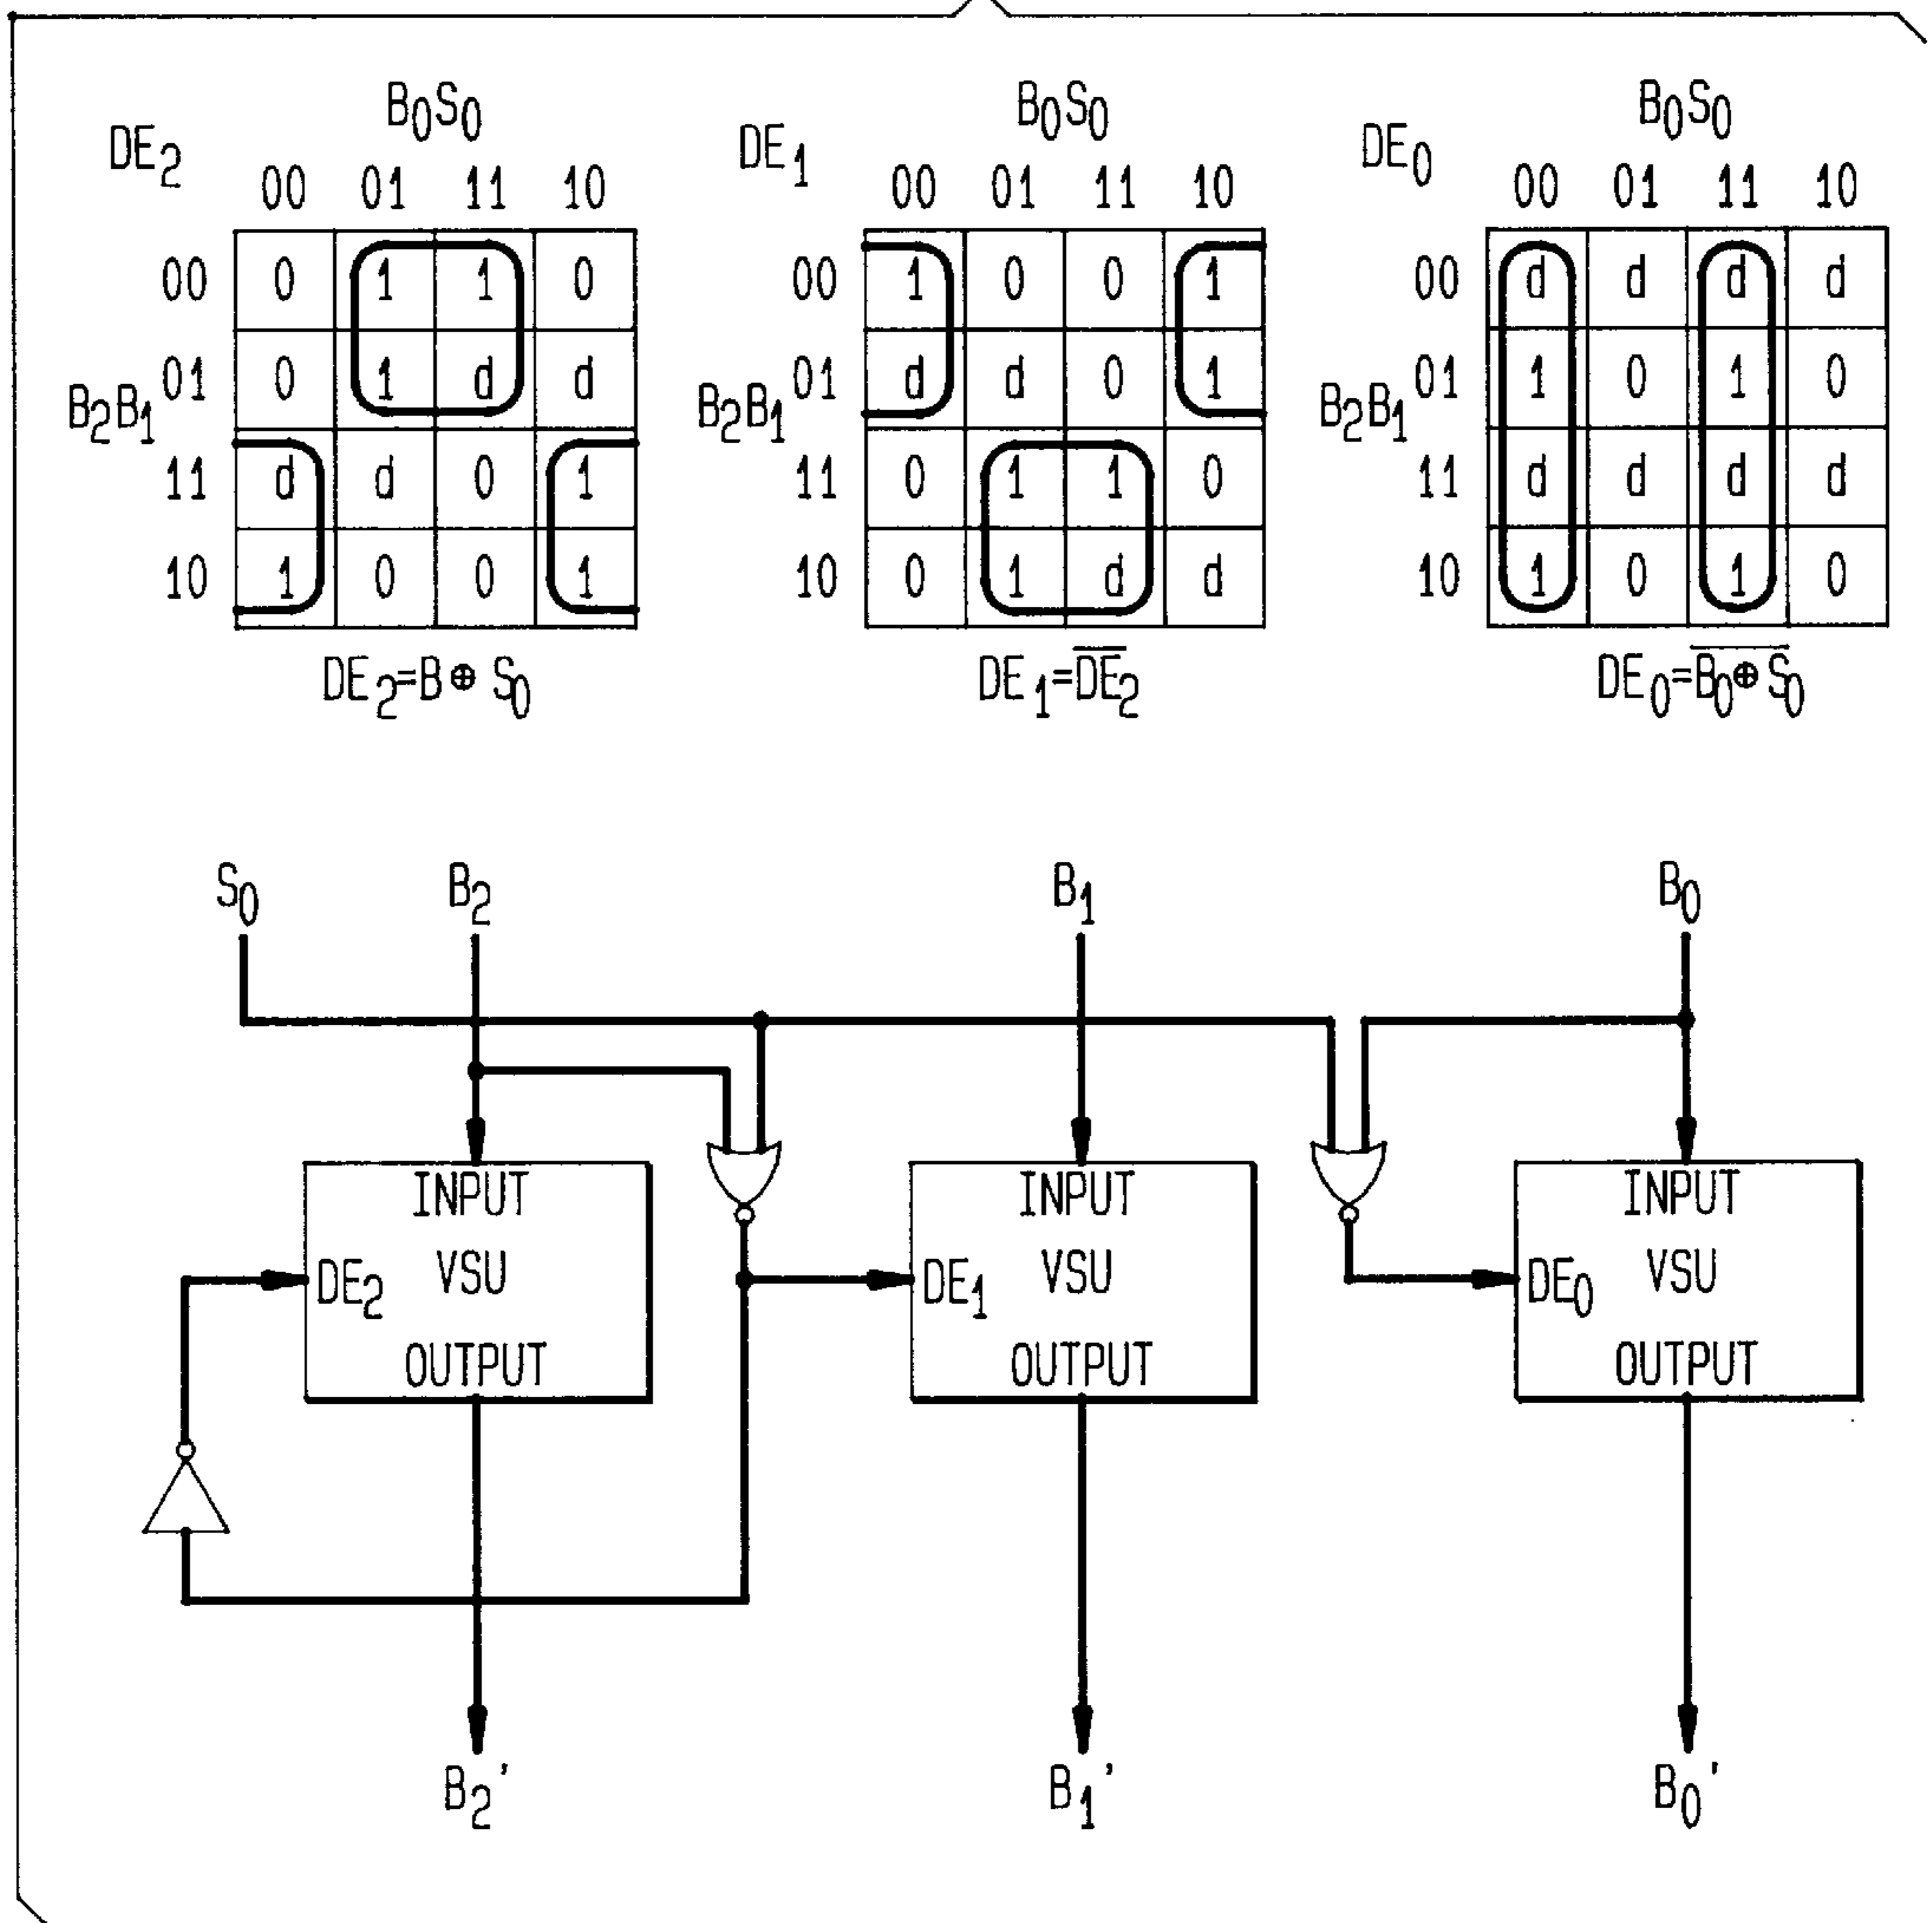 DE₂ B₀S₀
00 01 11 10
B₂B₁
00 0 1 1 0
01 0 1 d d
11 d d 0 1
10 1 0 0 1
DE₂=B⊕S₀
DE₁ B₀S₀
00 01 11 10
B₂B₁
00 1 0 0 1
01 d d 0 1
11 0 1 1 0
10 0 1 d d
DE₁=D̅E̅₂
DE₀ B₀S₀
00 01 11 10
B₂B₁
00 d d d d
01 1 0 1 0
11 d d d d
10 1 0 1 0
DE₀=B̅₀̅⊕̅S̅₀
S₀ B₂ B₁ B₀
INPUT INPUT INPUT
DE₂ VSU DE₁ VSU DE₀ VSU
OUTPUT OUTPUT OUTPUT
B₂' B₁' B₀'